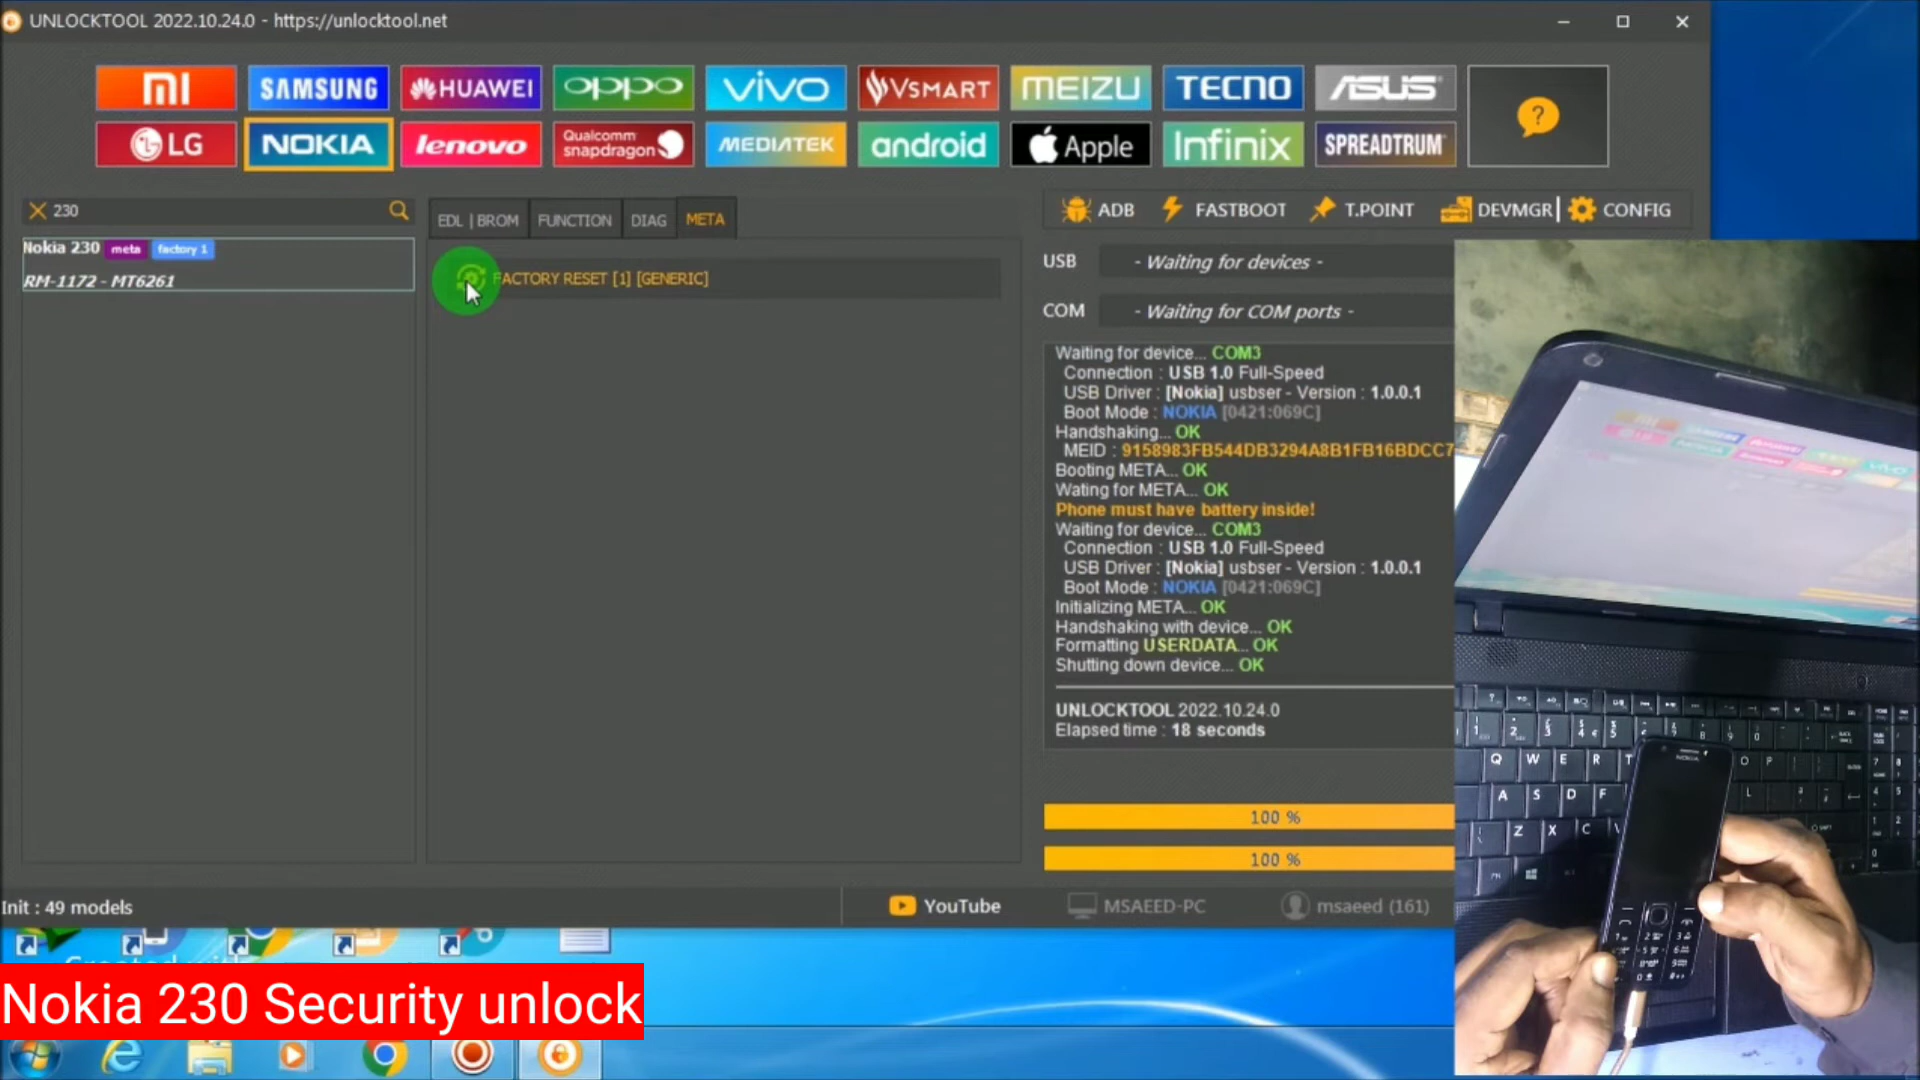 UNLOCKTOOL 2022.10.24.0 - https://unlocktool.net
MI SAMSUNG HUAWEI oppo vivo VSMART MEIZU TECNO ASUS ?
LG NOKIA lenovo Qualcomm snapdragon MEDIATEK android Apple Infinix SPREADTRUM
230
Nokia 230 meta factory 1
RM-1172 - MT6261
EDL | BROM FUNCTION DIAG META
FACTORY RESET [1] [GENERIC]
ADB FASTBOOT T.POINT DEVMGR CONFIG
USB - Waiting for devices -
COM - Waiting for COM ports -
Waiting for device... COM3
Connection : USB 1.0 Full-Speed
USB Driver : [Nokia] usbser - Version : 1.0.0.1
Boot Mode : NOKIA [0421:069C]
Handshaking... OK
MEID : 9158983FB544DB3294A8B1FB16BDCC7
Booting META... OK
Wating for META... OK
Phone must have battery inside!
Waiting for device... COM3
Connection : USB 1.0 Full-Speed
USB Driver : [Nokia] usbser - Version : 1.0.0.1
Boot Mode : NOKIA [0421:069C]
Initializing META... OK
Handshaking with device... OK
Formatting USERDATA... OK
Shutting down device... OK
UNLOCKTOOL 2022.10.24.0
Elapsed time : 18 seconds
100 %
100 %
Init : 49 models
YouTube MSAEED-PC msaeed (161)
Nokia 230 Security unlock
Q W E R T O P
A S D F L
Z X C
NOKIA